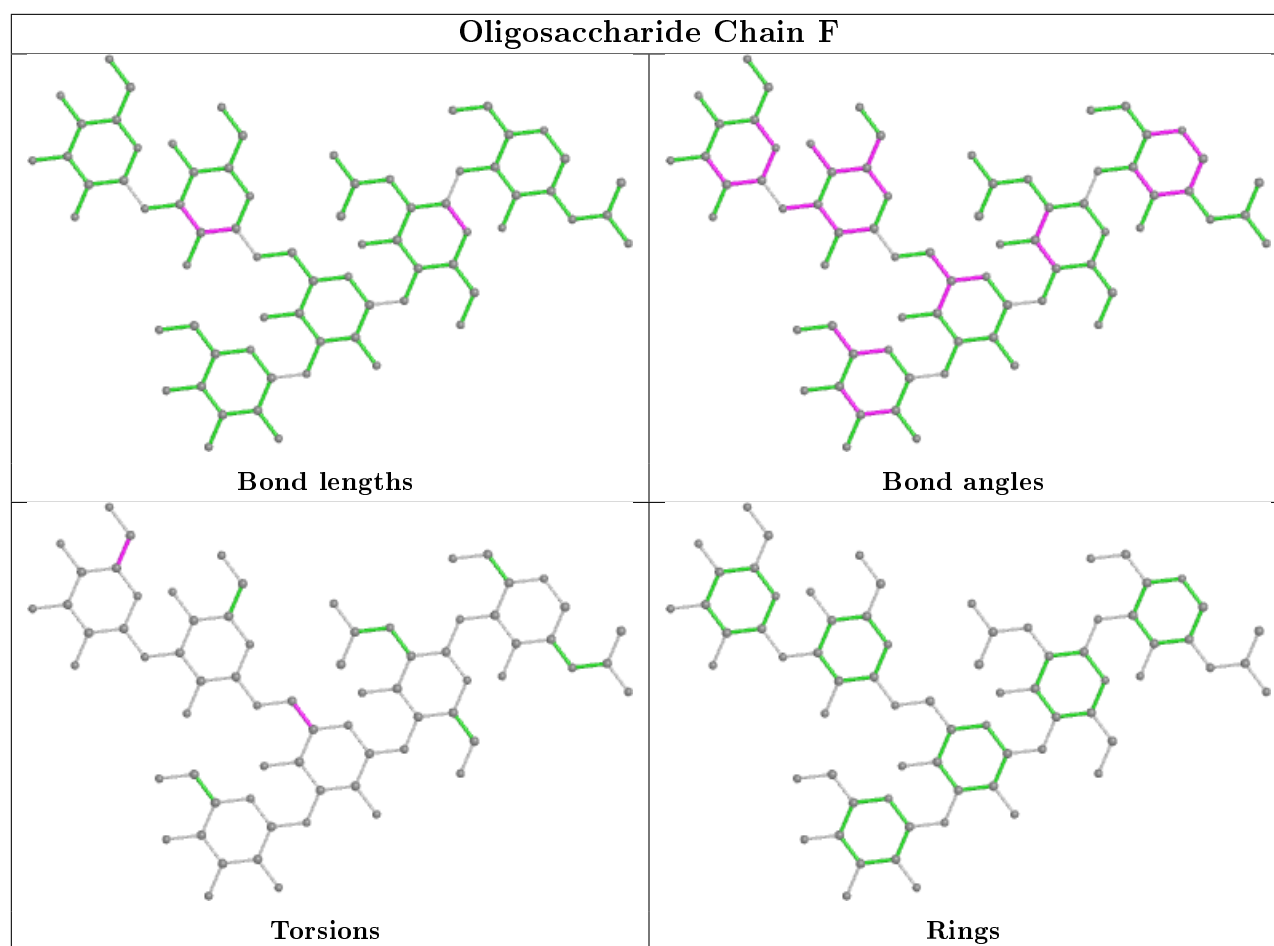 Oligosaccharide Chain F
Bond lengths
Bond angles
Torsions
Rings